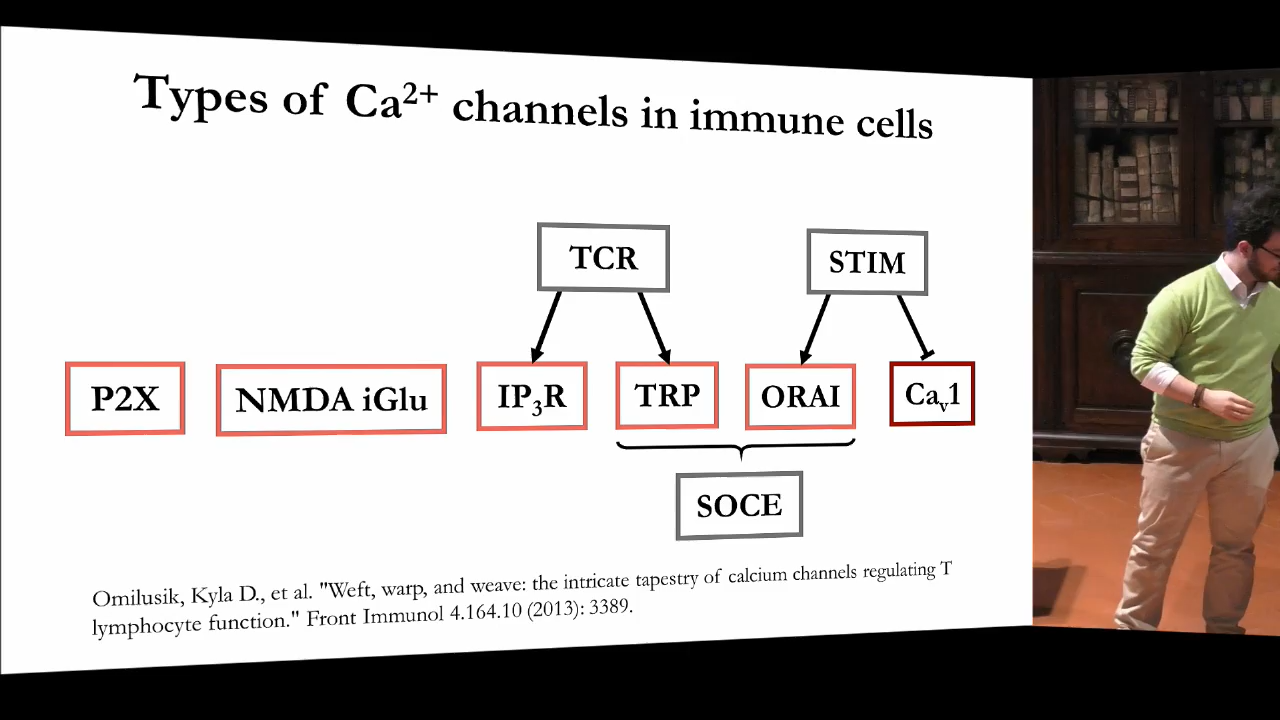 Types of Ca²⁺ channels in immune cells
TCR
STIM
P2X
NMDA iGlu
IP₃R
TRP
ORAI
Caᵥ1
SOCE
Omilusik, Kyla D., et al. "Weft, warp, and weave: the intricate tapestry of calcium channels regulating T
lymphocyte function." Front Immunol 4.164.10 (2013): 3389.